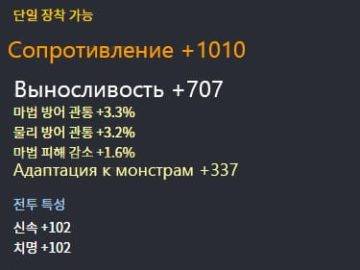 단일 장착 가능
Сопротивление +1010
Выносливость +707
마법 방어 관통 +3.3%
물리 방어 관통 +3.2%
마법 피해 감소 +1.6%
Адаптация к монстрам +337
전투 특성
신속 +102
치명 +102